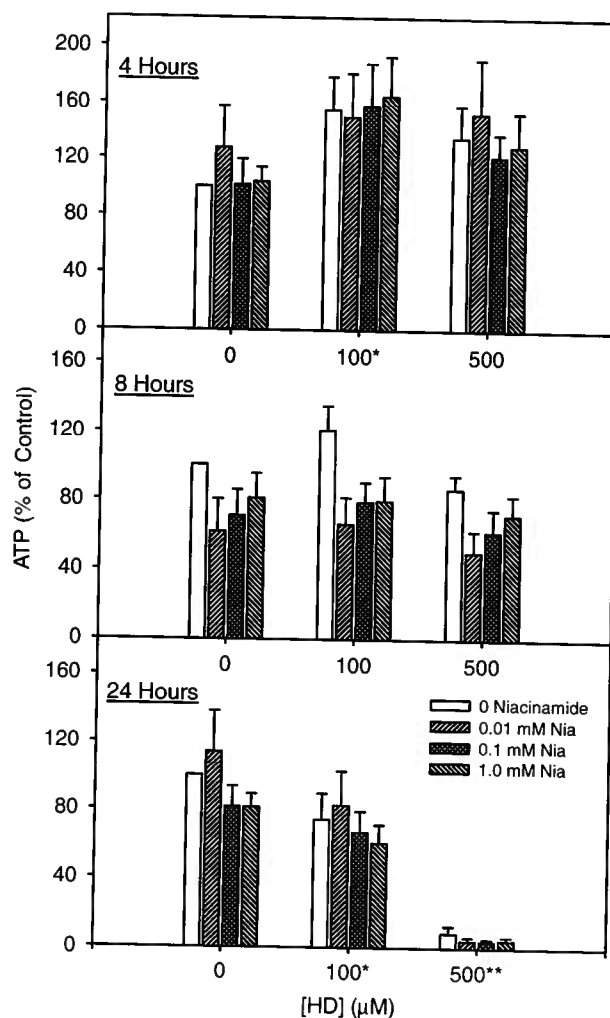 200
160
120
80
40
0
4 Hours
0 100* 500
160
120
80
40
0
8 Hours
0 100 500
ATP (% of Control)
160
120
80
40
0
24 Hours
0 Niacinamide
0.01 mM Nia
0.1 mM Nia
1.0 mM Nia
0 100* 500**
[HD] (μM)